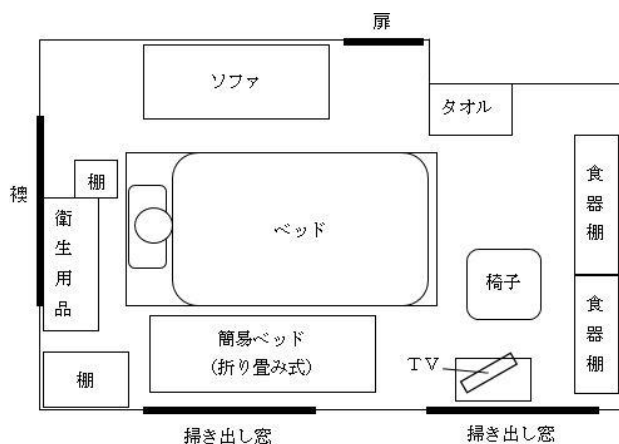 扉
ソファ
タオル
襖
棚
食器棚
衛生用品
ベッド
椅子
簡易ベッド
(折り畳み式)
食器棚
棚
ＴＶ
掃き出し窓
掃き出し窓